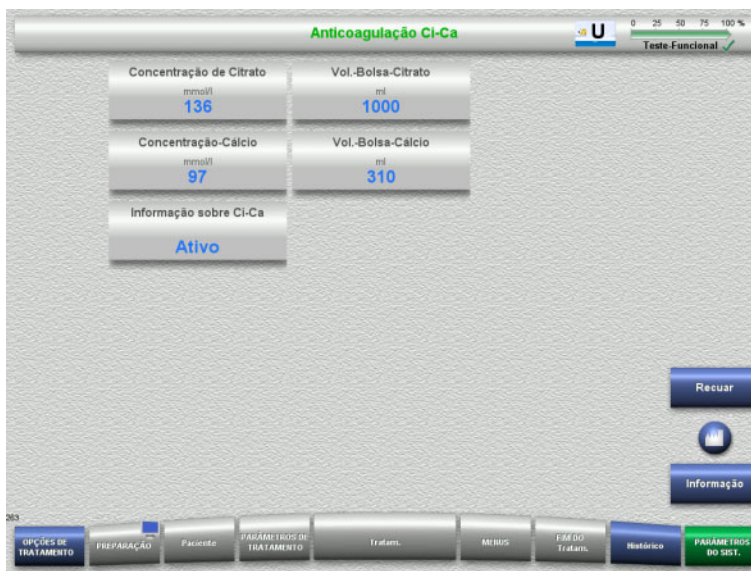 Anticoagulação Ci-Ca
U
0 25 50 75 100 %
Teste-Funcional
Concentração de Citrato
mmol/l
136
Vol.-Bolsa-Citrato
ml
1000
Concentração-Cálcio
mmol/l
97
Vol.-Bolsa-Cálcio
ml
310
Informação sobre Ci-Ca
Ativo
Recuar
Informação
263
OPÇÕES DE
TRATAMENTO
PREPARAÇÃO
Paciente
PARÂMETROS DE
TRATAMENTO
Tratam.
MENUS
FIM DO
Tratam.
Histórico
PARÂMETROS
DO SIST.